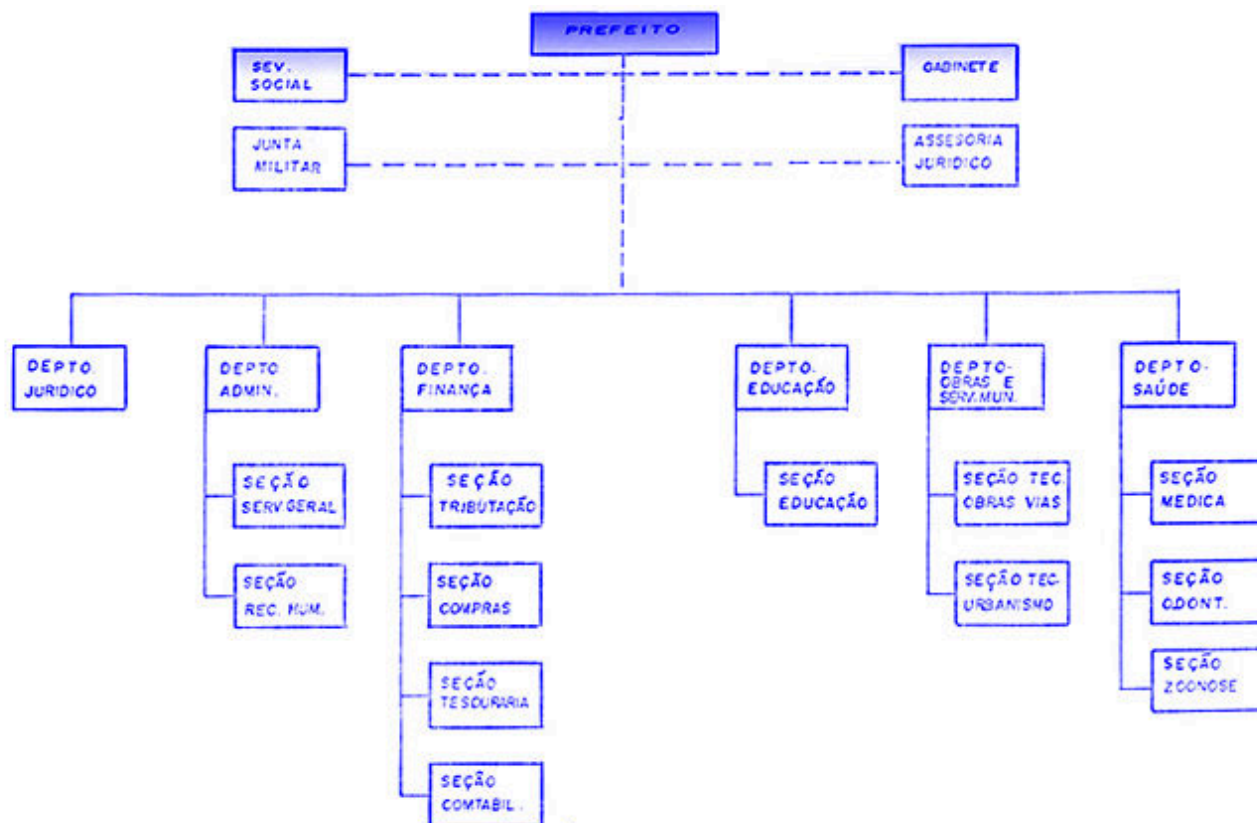 PREFEITO
SEV.
SOCIAL
GABINETE
JUNTA
MILITAR
ASSESORIA
JURIDICO
DEPTO.
JURIDICO
DEPTO.
ADMIN.
DEPTO.
FINANÇA
DEPTO.
EDUCAÇÃO
DEPTO-
OBRAS E
SERV.MUN.
DEPTO-
SAÚDE
SEÇÃO
SERV.GERAL
SEÇÃO
TRIBUTAÇÃO
SEÇÃO
EDUCAÇÃO
SEÇÃO TEC.
OBRAS VIAS
SEÇÃO
MEDICA
SEÇÃO
REC. HUM.
SEÇÃO
COMPRAS
SEÇÃO TEC-
URBANISMO
SEÇÃO
ODONT.
SEÇÃO
TESOURARIA
SEÇÃO
ZOONOSE
SEÇÃO
COMTABIL.